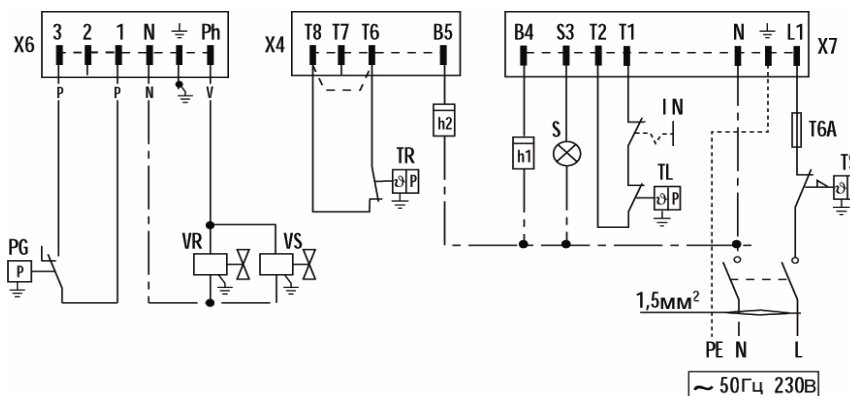 3 2 1 N Ph
X6
P P N V
PG
P
VR VS
T8 T7 T6 B5
X4
h2
TR
ϑ P
B4 S3 T2 T1 N L1
X7
h1
S
IN
TL
ϑ P
T6A
TS
ϑ
1,5мм²
PE N L
~ 50Гц 230В